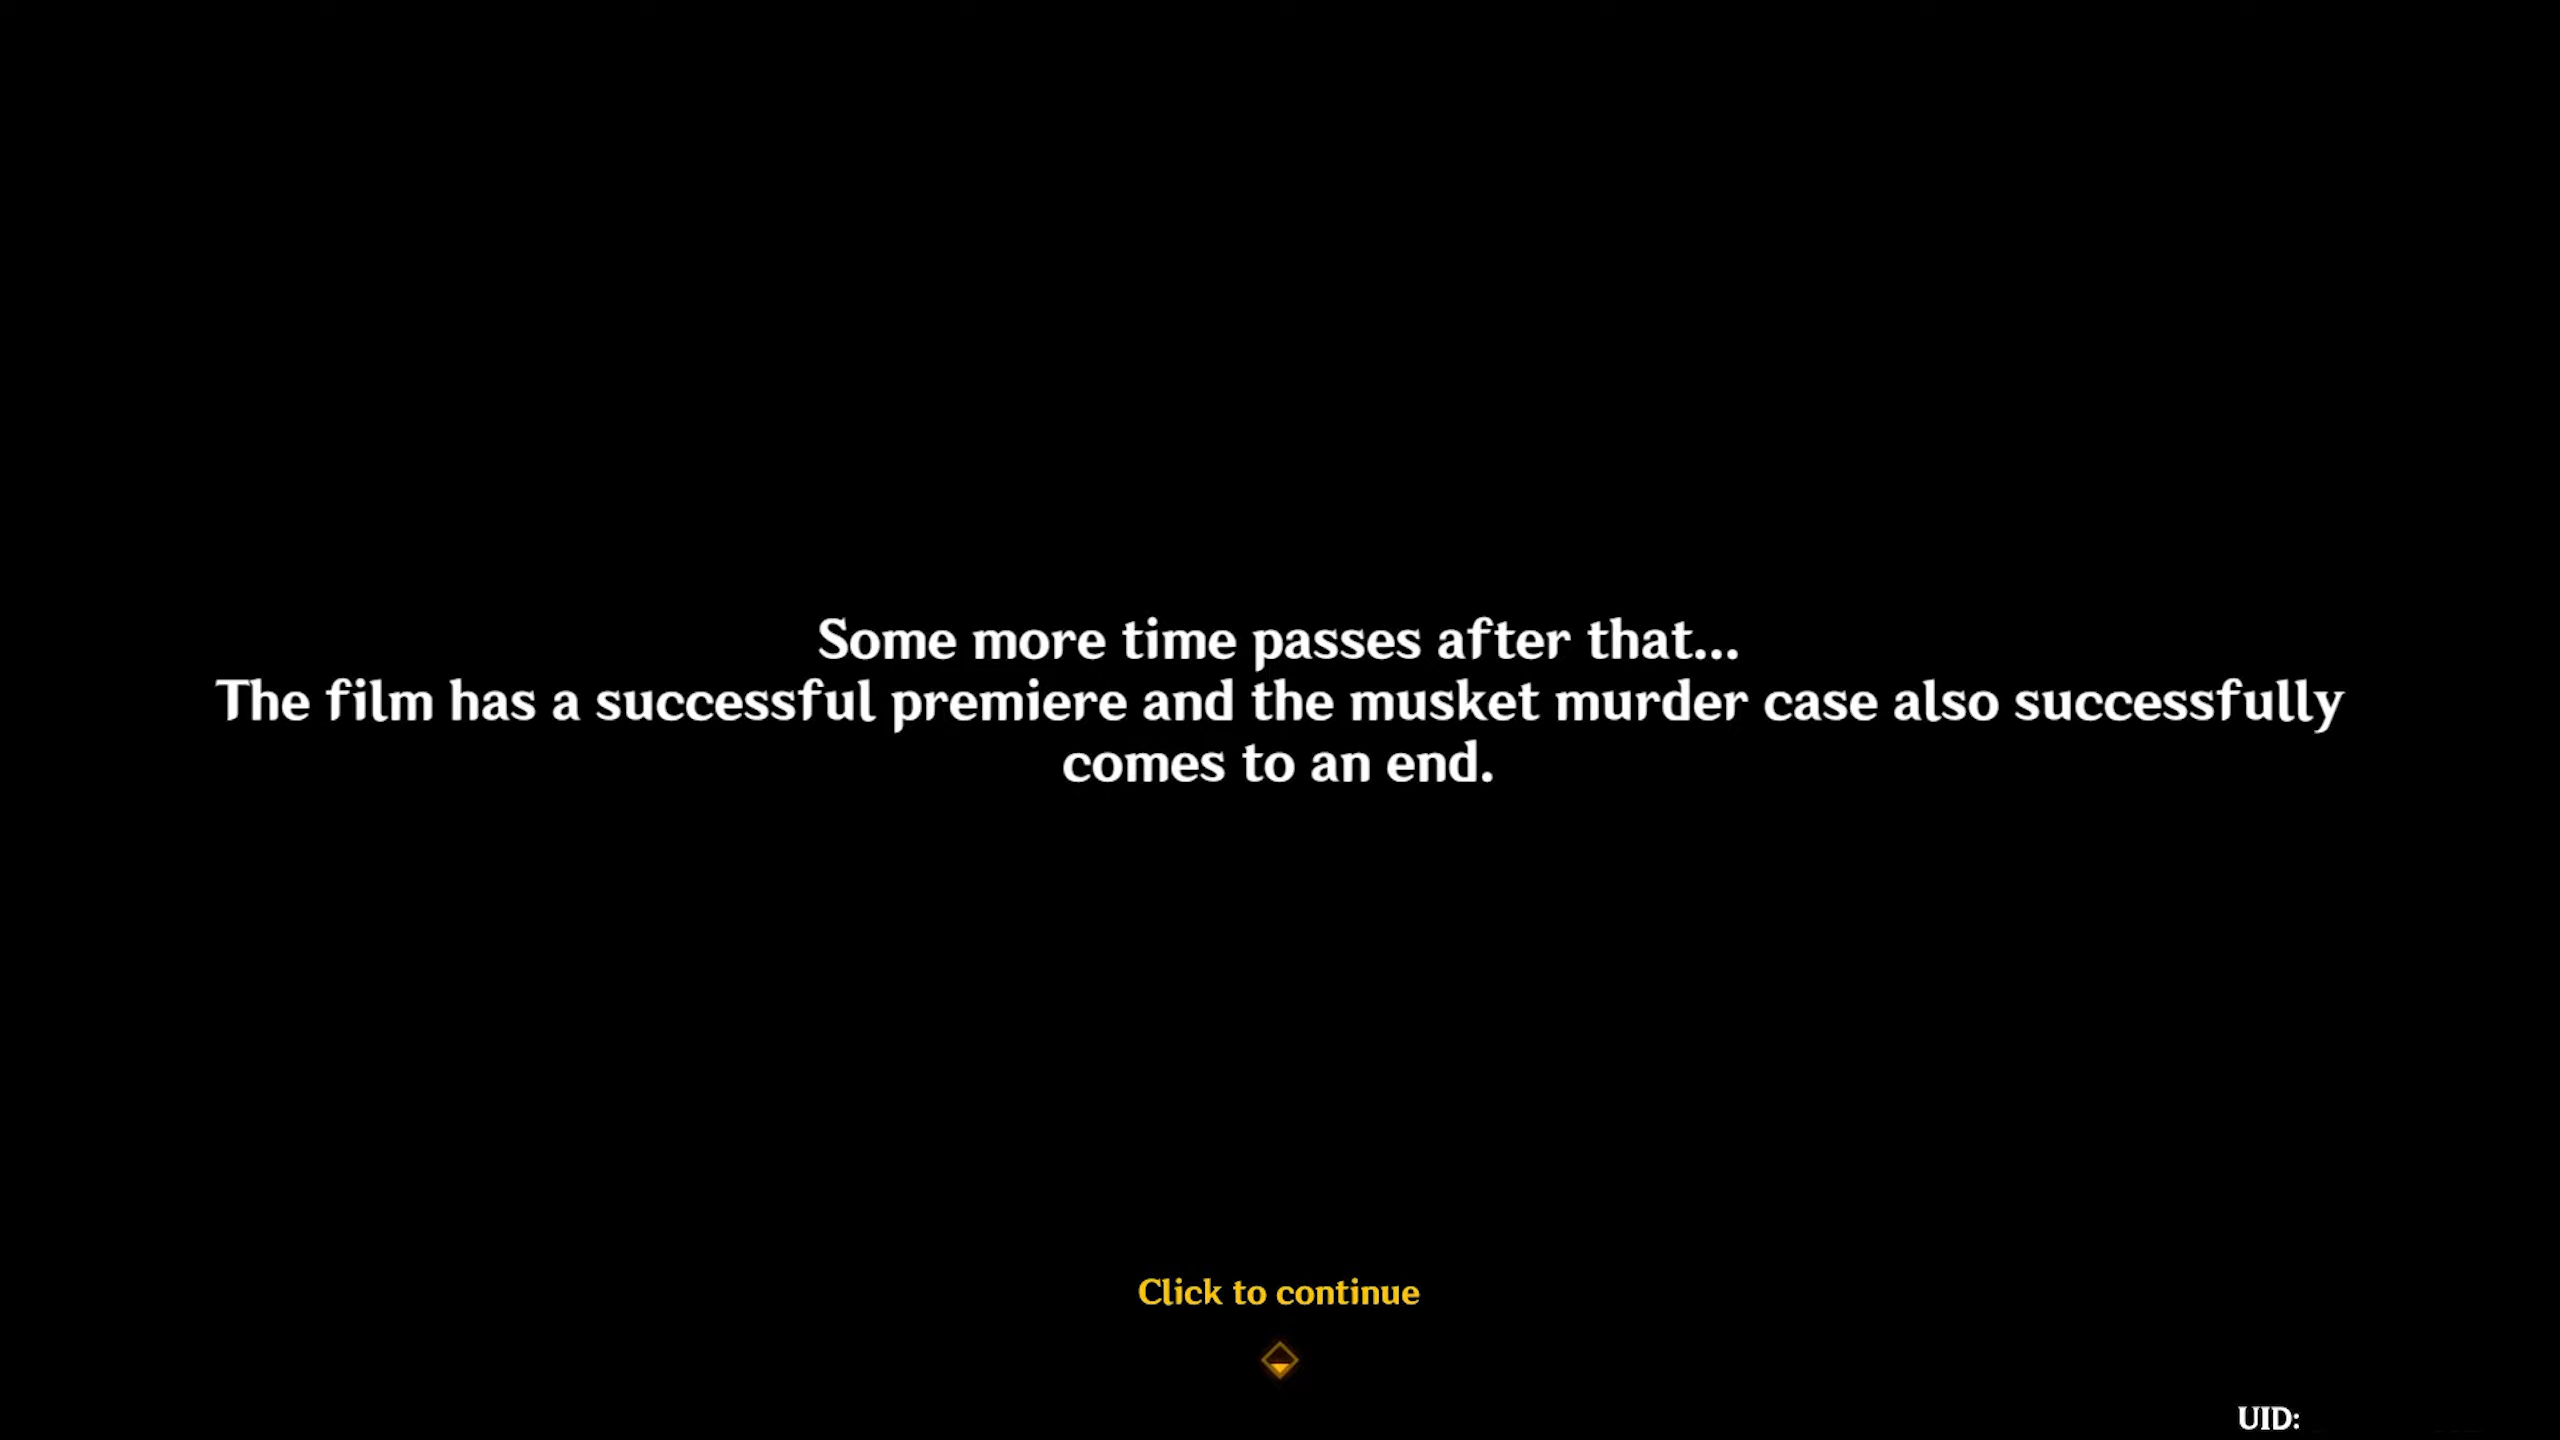 Some more time passes after that...
The film has a successful premiere and the musket murder case also successfully
comes to an end.
Click to continue
UID: